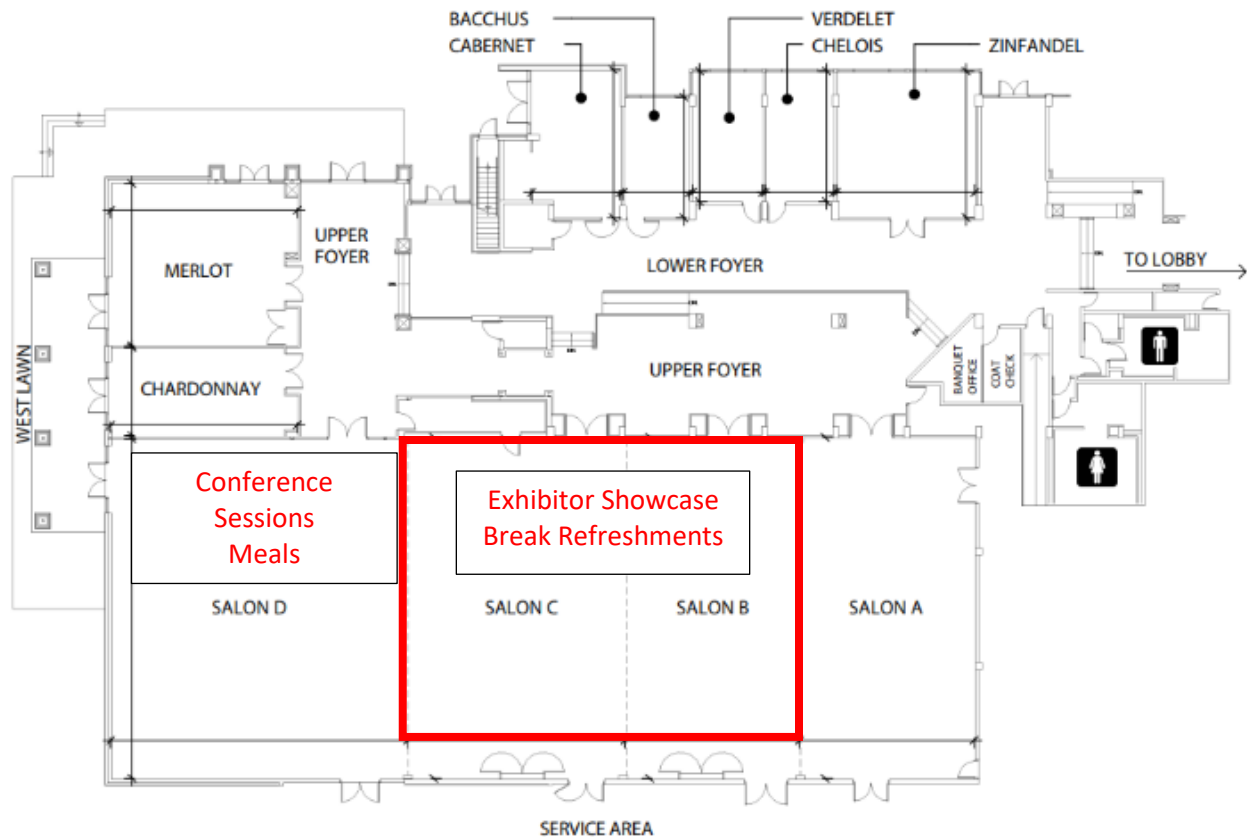 BACCHUS
CABERNET
VERDELET
CHELOIS
ZINFANDEL
UPPER
FOYER
MERLOT
LOWER FOYER
TO LOBBY
WEST LAWN
CHARDONNAY
UPPER FOYER
BANQUET
OFFICE
COAT
CHECK
Conference
Sessions
Meals
Exhibitor Showcase
Break Refreshments
SALON D
SALON C
SALON B
SALON A
SERVICE AREA